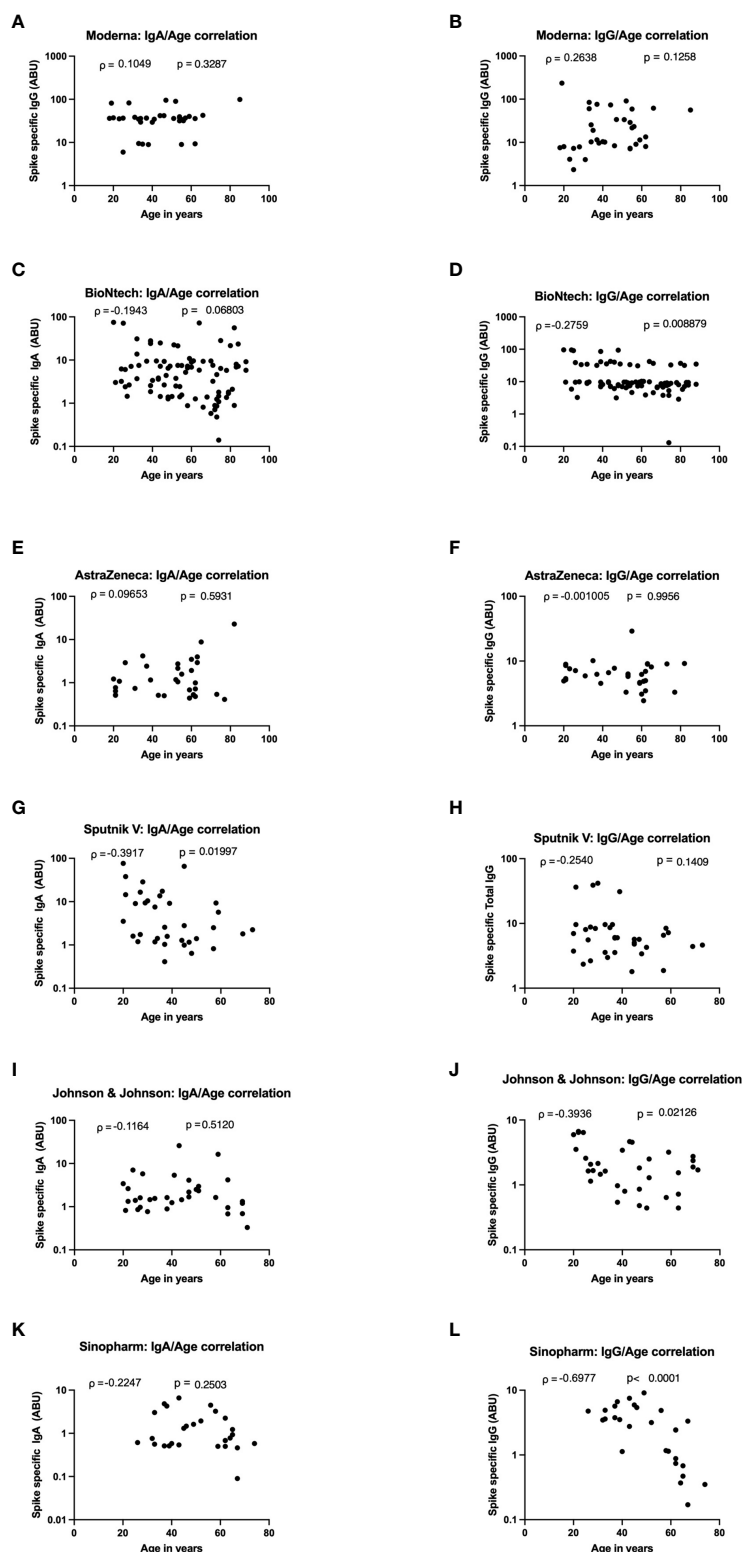 A
Moderna: IgA/Age correlation
ρ = 0.1049 p = 0.3287
Spike specific IgG (ABU)
1000
100
10
1
0 20 40 60 80 100
Age in years
B
Moderna: IgG/Age correlation
ρ = 0.2638 p = 0.1258
Spike specific IgG (ABU)
1000
100
10
1
0 20 40 60 80 100
Age in years
C
BioNtech: IgA/Age correlation
ρ =-0.1943 p = 0.06803
Spike specific IgA (ABU)
100
10
1
0.1
0 20 40 60 80 100
Age in years
D
BioNtech: IgG/Age correlation
ρ =-0.2759 p = 0.008879
Spike specific IgG (ABU)
1000
100
10
1
0.1
0 20 40 60 80 100
Age in years
E
AstraZeneca: IgA/Age correlation
ρ = 0.09653 p = 0.5931
Spike specific IgA (ABU)
100
10
1
0.1
0 20 40 60 80 100
Age in years
F
AstraZeneca: IgG/Age correlation
ρ = -0.001005 p = 0.9956
Spike specific IgG (ABU)
100
10
1
0 20 40 60 80 100
Age in years
G
Sputnik V: IgA/Age correlation
ρ =-0.3917 p = 0.01997
Spike specific IgA (ABU)
100
10
1
0.1
0 20 40 60 80
Age in years
H
Sputnik V: IgG/Age correlation
ρ =-0.2540 p = 0.1409
Spike specific Total IgG
100
10
1
0 20 40 60 80
Age in years
I
Johnson & Johnson: IgA/Age correlation
ρ =-0.1164 p =0.5120
Spike specific IgA (ABU)
100
10
1
0.1
0 20 40 60 80
Age in years
J
Johnson & Johnson: IgG/Age correlation
ρ =-0.3936 p = 0.02126
Spike specific IgG (ABU)
10
1
0.1
0 20 40 60 80
Age in years
K
Sinopharm: IgA/Age correlation
ρ =-0.2247 p = 0.2503
Spike specific IgA (ABU)
10
1
0.1
0.01
0 20 40 60 80
Age in years
L
Sinopharm: IgG/Age correlation
ρ =-0.6977 p< 0.0001
Spike specific IgG (ABU)
10
1
0.1
0 20 40 60 80
Age in years